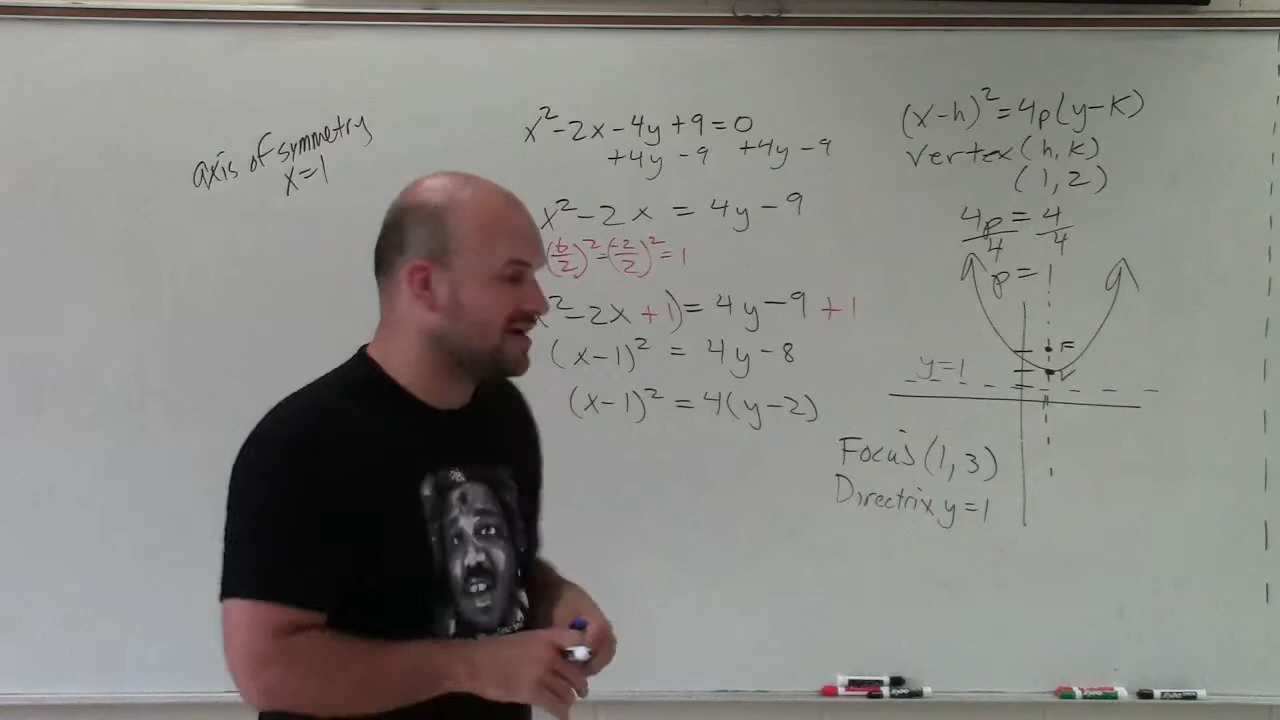 axis of symmetry
x=1
x²-2x-4y+9=0
+4y -9 +4y -9
x²-2x = 4y-9
(b/2)²=(-2/2)²=1
²-2x+1)=4y-9+1
(x-1)² = 4y-8
(x-1)² = 4(y-2)
(x-h)²=4p(y-k)
vertex(h,k)
(1,2)
4p/4 = 4/4
p=1
F
V
y=1
Focus(1,3)
Directrix y=1